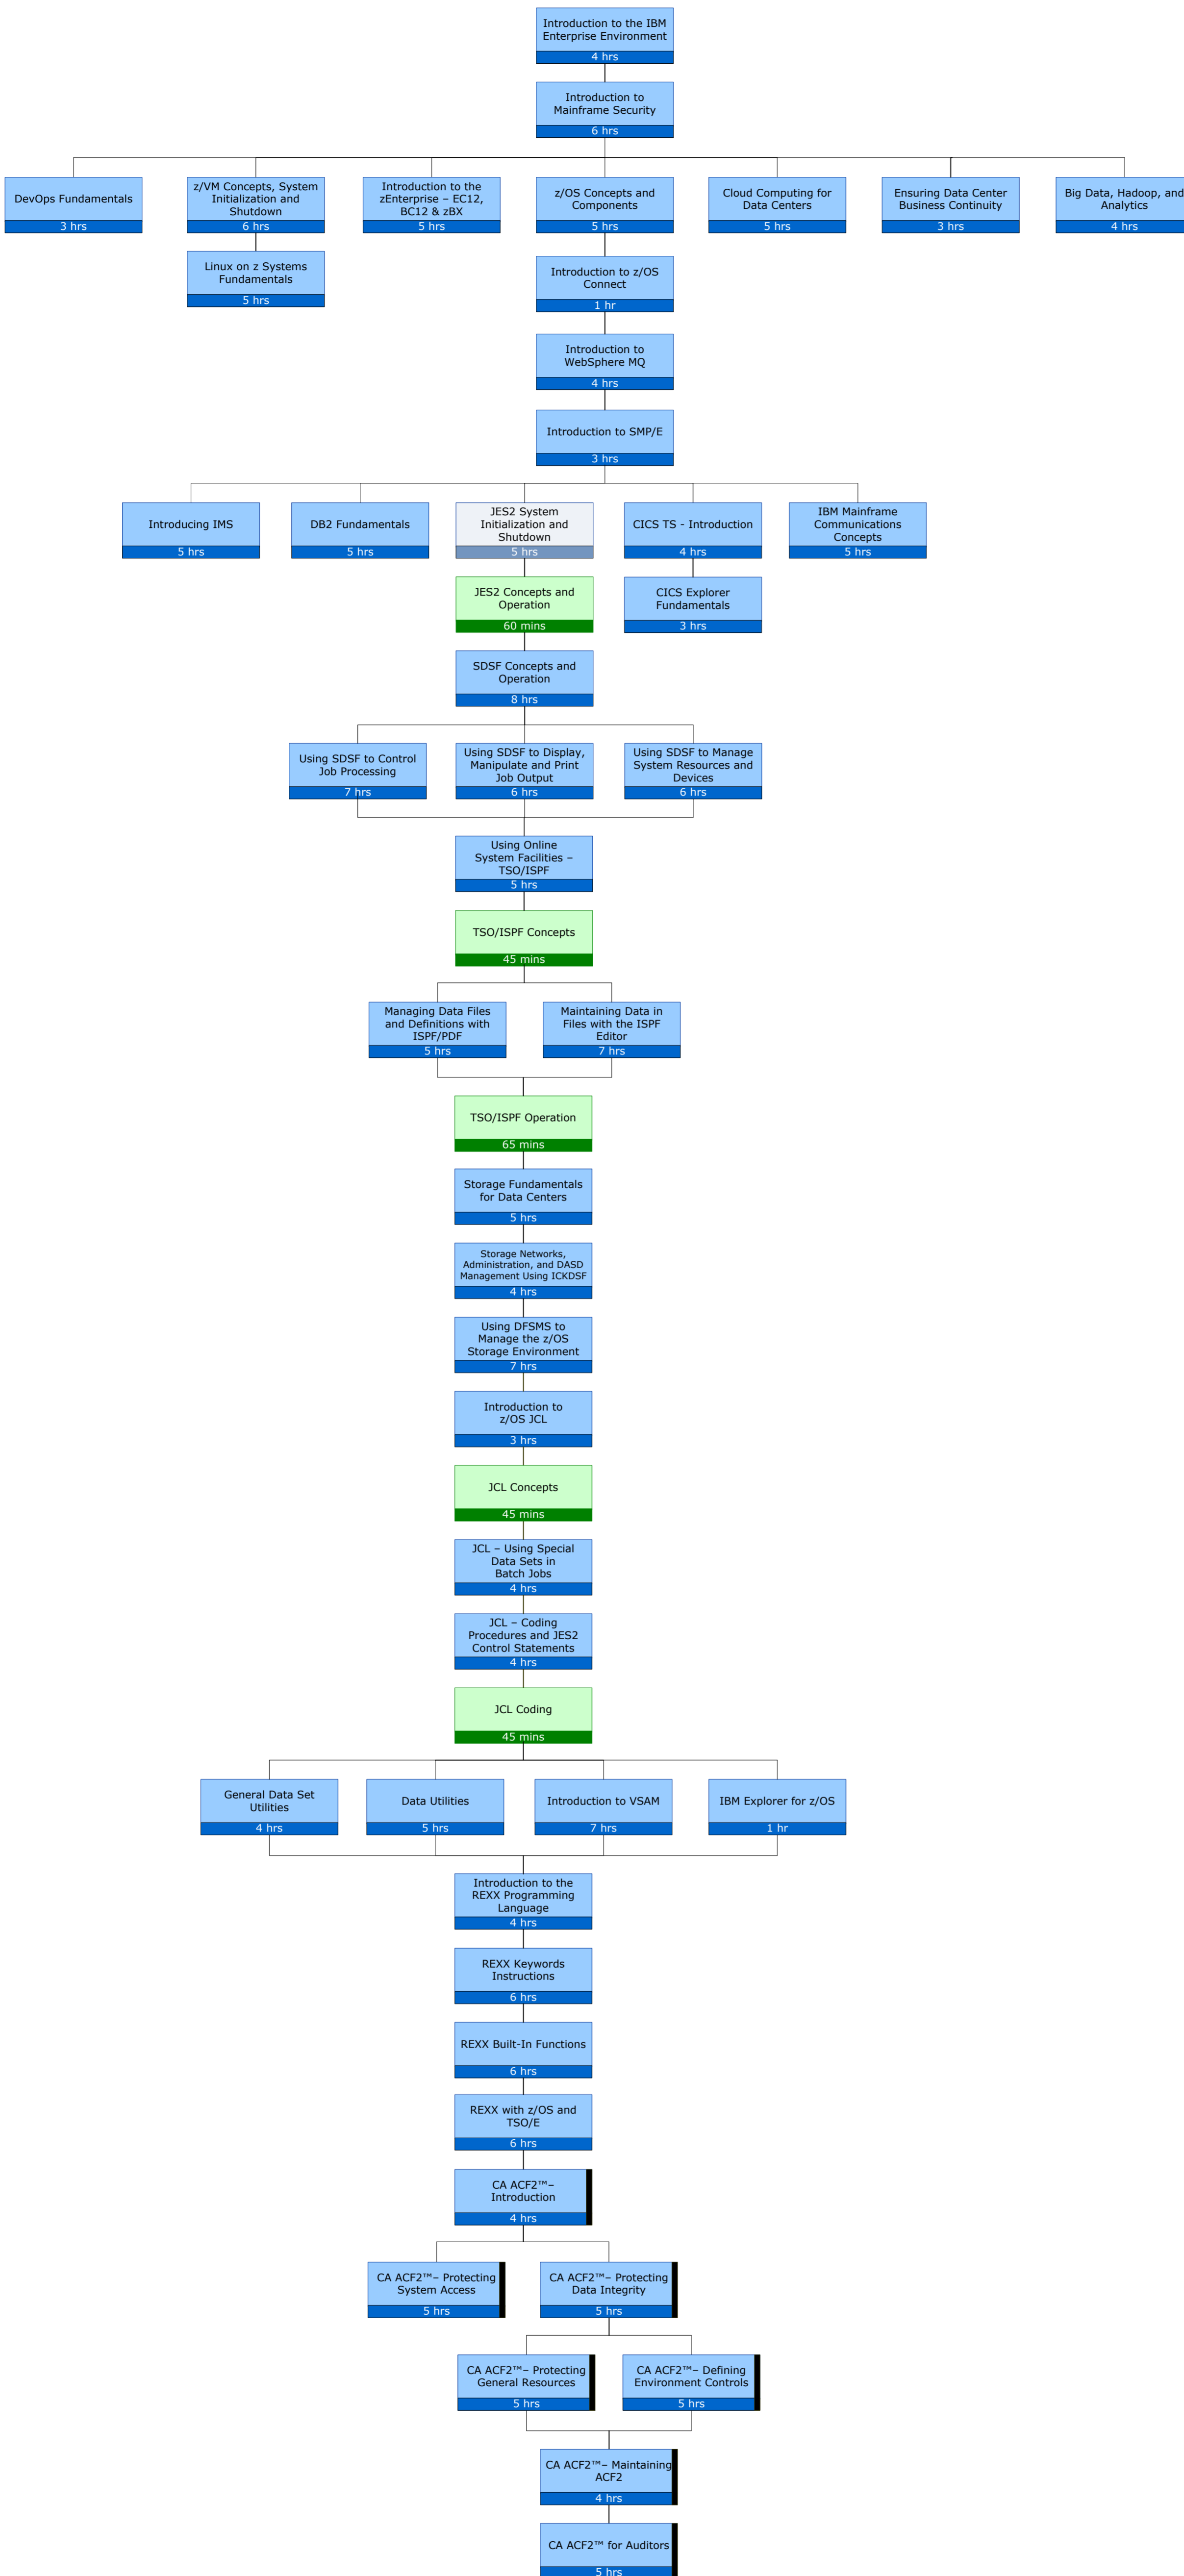 Introduction to the IBM
Enterprise Environment
4 hrs
Introduction to
Mainframe Security
6 hrs
DevOps Fundamentals
3 hrs
z/VM Concepts, System
Initialization and
Shutdown
6 hrs
Introduction to the
zEnterprise – EC12,
BC12 & zBX
5 hrs
z/OS Concepts and
Components
5 hrs
Cloud Computing for
Data Centers
5 hrs
Ensuring Data Center
Business Continuity
3 hrs
Big Data, Hadoop, and
Analytics
4 hrs
Linux on z Systems
Fundamentals
5 hrs
Introduction to z/OS
Connect
1 hr
Introduction to
WebSphere MQ
4 hrs
Introduction to SMP/E
3 hrs
Introducing IMS
5 hrs
DB2 Fundamentals
5 hrs
JES2 System
Initialization and
Shutdown
5 hrs
CICS TS - Introduction
4 hrs
IBM Mainframe
Communications
Concepts
5 hrs
JES2 Concepts and
Operation
60 mins
CICS Explorer
Fundamentals
3 hrs
SDSF Concepts and
Operation
8 hrs
Using SDSF to Control
Job Processing
7 hrs
Using SDSF to Display,
Manipulate and Print
Job Output
6 hrs
Using SDSF to Manage
System Resources and
Devices
6 hrs
Using Online
System Facilities –
TSO/ISPF
5 hrs
TSO/ISPF Concepts
45 mins
Managing Data Files
and Definitions with
ISPF/PDF
5 hrs
Maintaining Data in
Files with the ISPF
Editor
7 hrs
TSO/ISPF Operation
65 mins
Storage Fundamentals
for Data Centers
5 hrs
Storage Networks,
Administration, and DASD
Management Using ICKDSF
4 hrs
Using DFSMS to
Manage the z/OS
Storage Environment
7 hrs
Introduction to
z/OS JCL
3 hrs
JCL Concepts
45 mins
JCL – Using Special
Data Sets in
Batch Jobs
4 hrs
JCL – Coding
Procedures and JES2
Control Statements
4 hrs
JCL Coding
45 mins
General Data Set
Utilities
4 hrs
Data Utilities
5 hrs
Introduction to VSAM
7 hrs
IBM Explorer for z/OS
1 hr
Introduction to the
REXX Programming
Language
4 hrs
REXX Keywords
Instructions
6 hrs
REXX Built-In Functions
6 hrs
REXX with z/OS and
TSO/E
6 hrs
CA ACF2™–
Introduction
4 hrs
CA ACF2™– Protecting
System Access
5 hrs
CA ACF2™– Protecting
Data Integrity
5 hrs
CA ACF2™– Protecting
General Resources
5 hrs
CA ACF2™– Defining
Environment Controls
5 hrs
CA ACF2™– Maintaining
ACF2
4 hrs
CA ACF2™ for Auditors
5 hrs